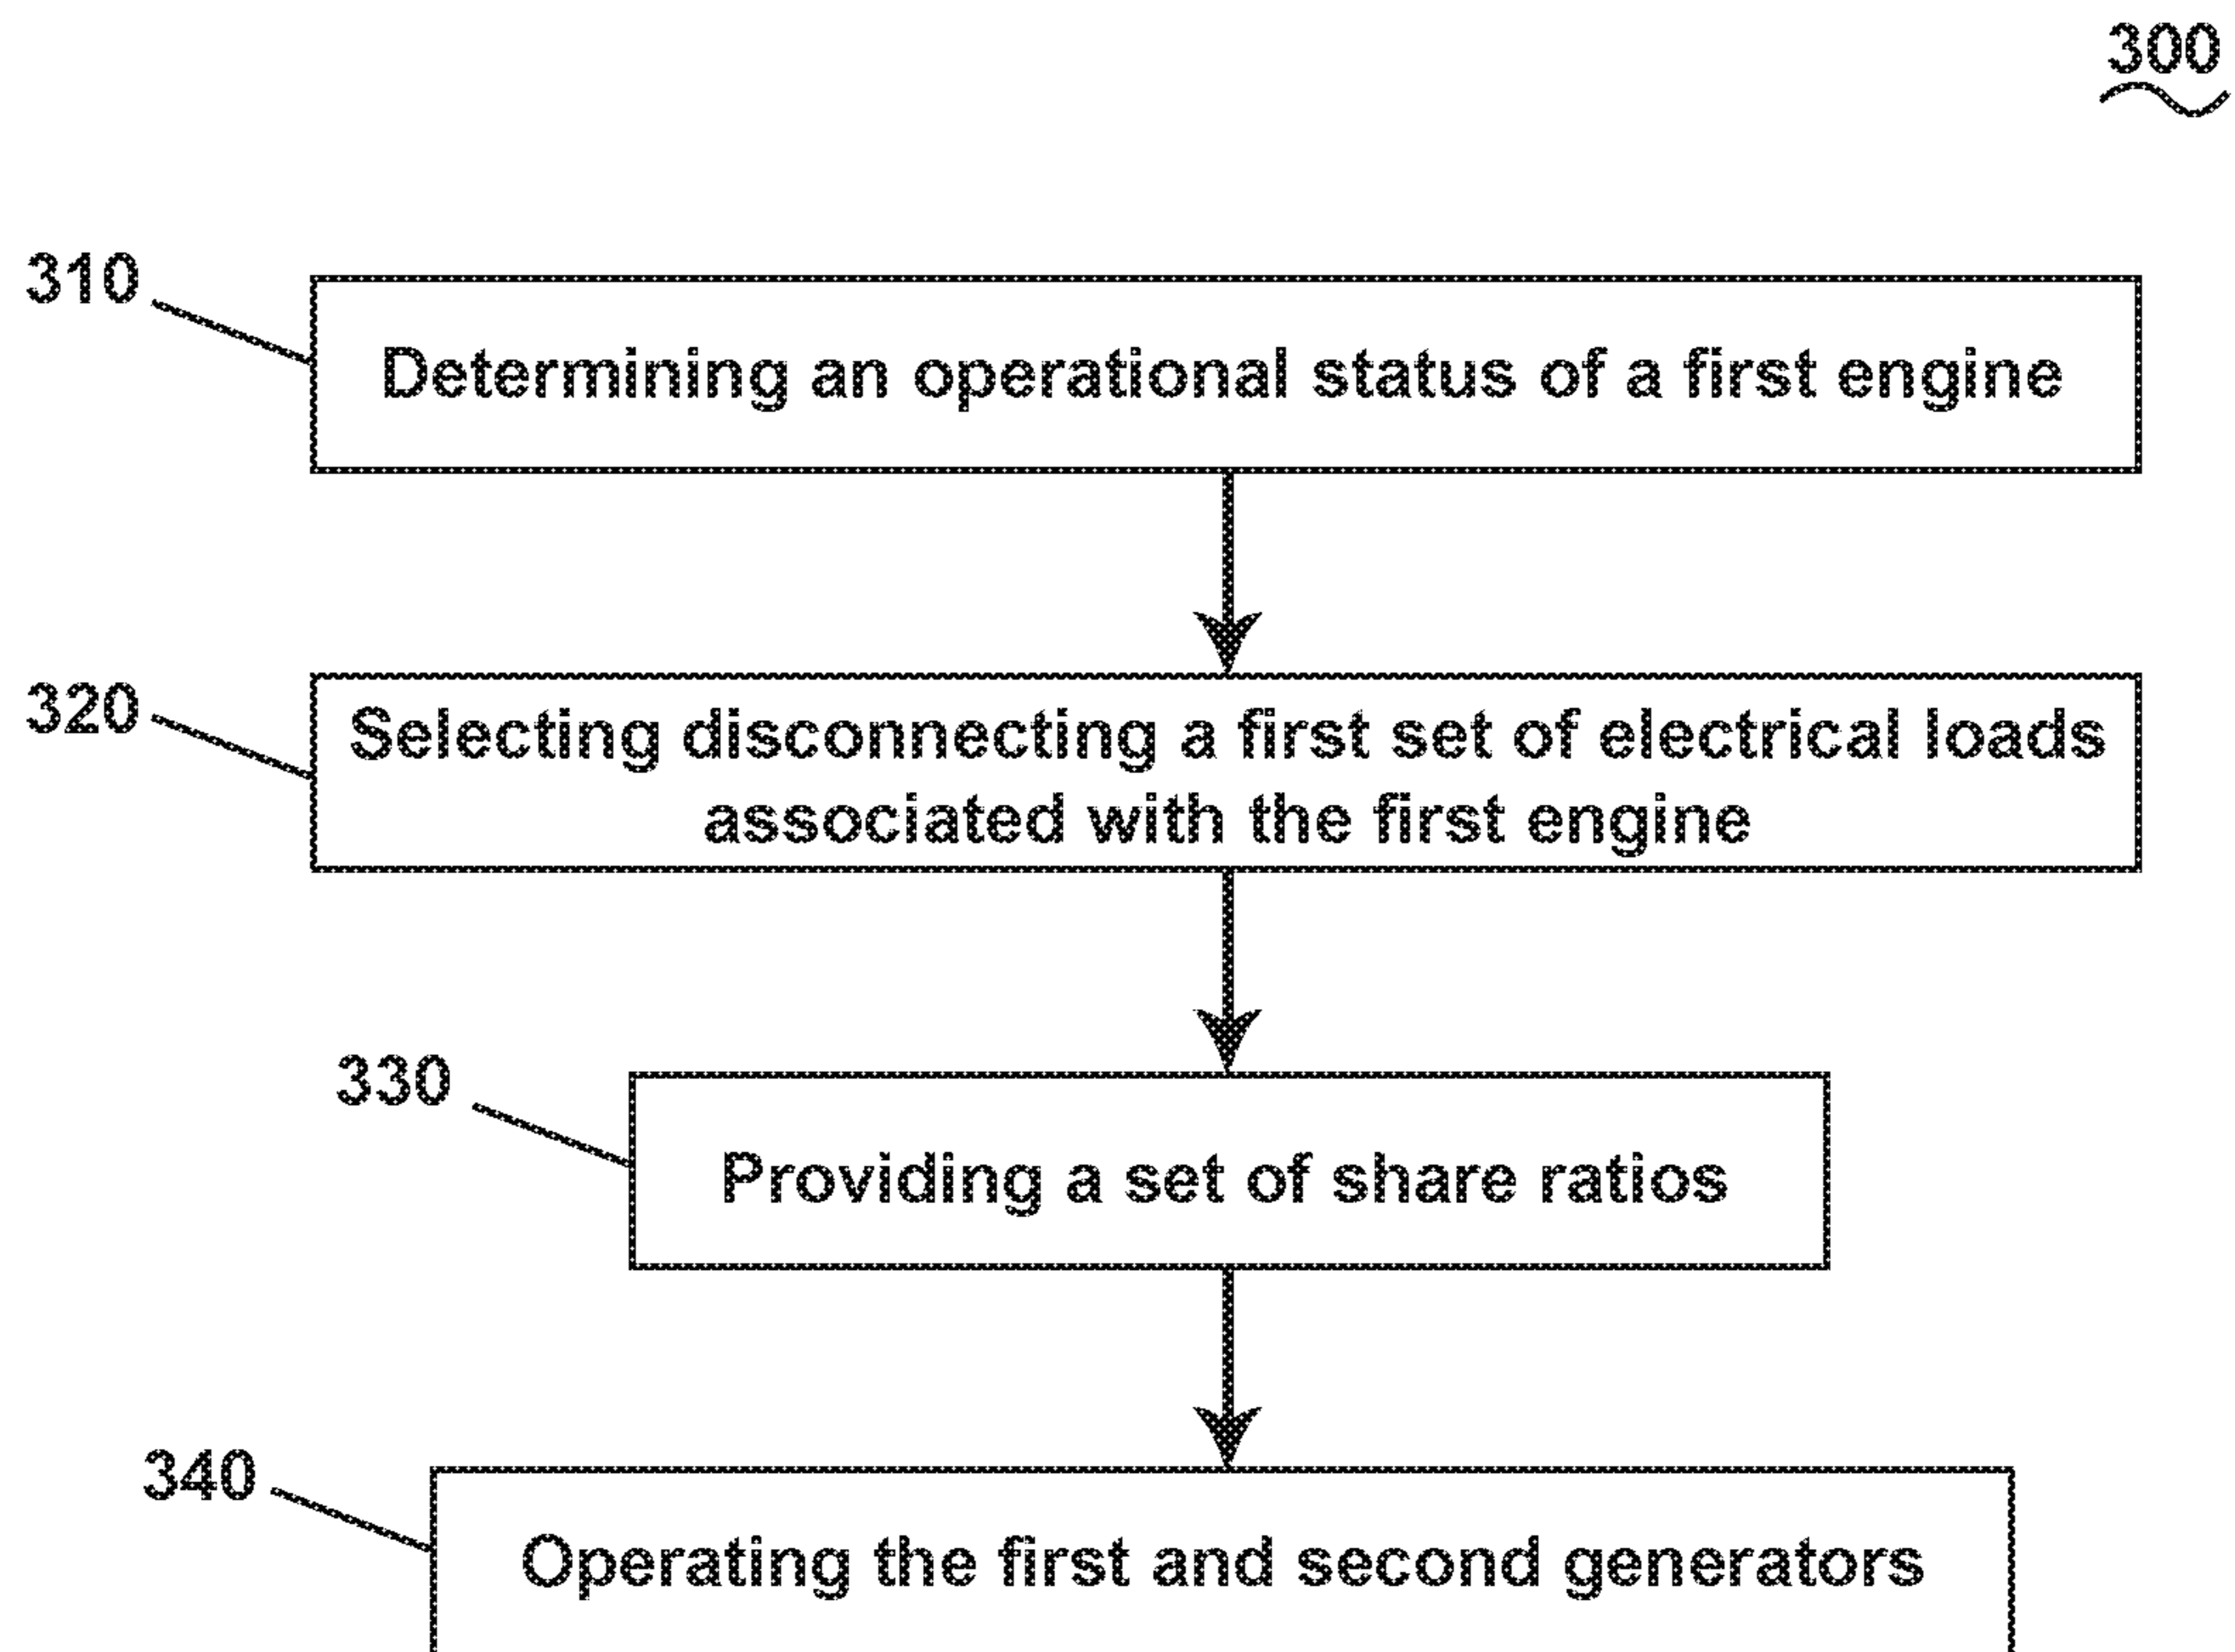 300
310
Determining an operational status of a first engine
320
Selecting disconnecting a first set of electrical loads
associated with the first engine
330
Providing a set of share ratios
340
Operating the first and second generators